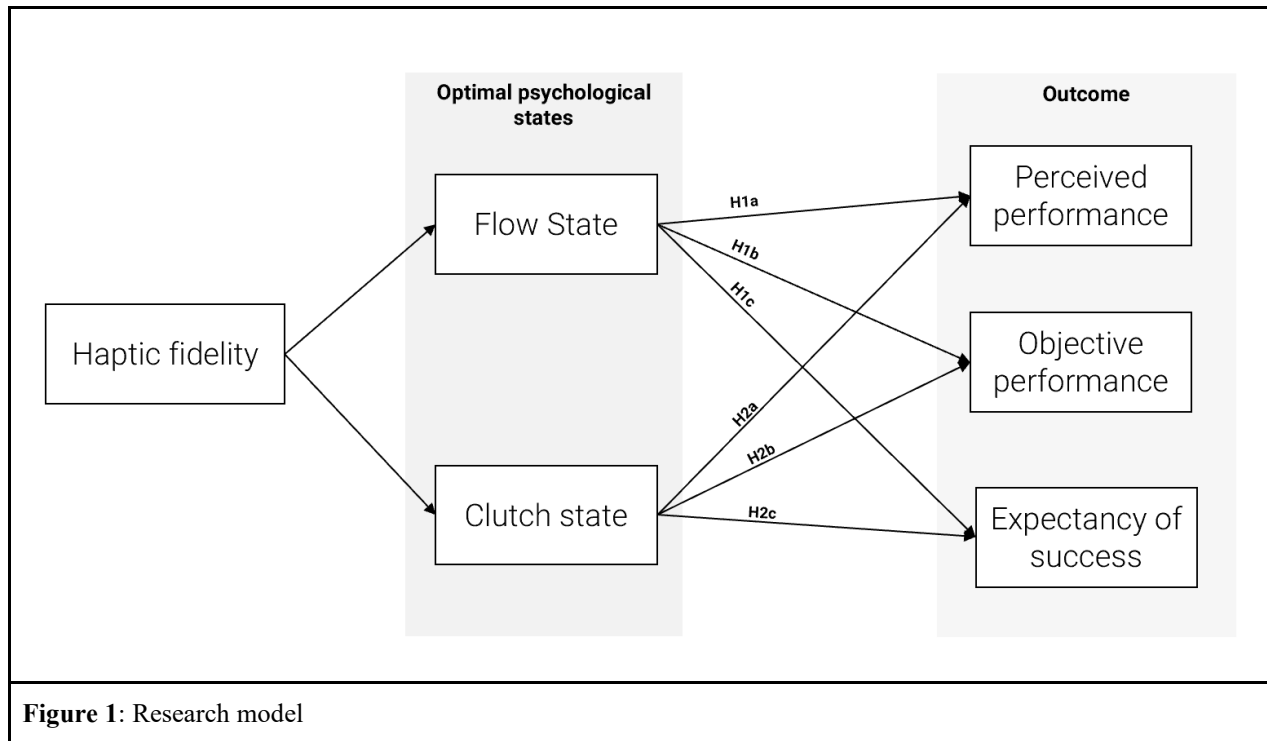 Optimal psychological
states
Outcome
Haptic fidelity
Flow State
Clutch state
H1a
H1b
H1c
H2a
H2b
H2c
Perceived
performance
Objective
performance
Expectancy of
success
Figure 1: Research model